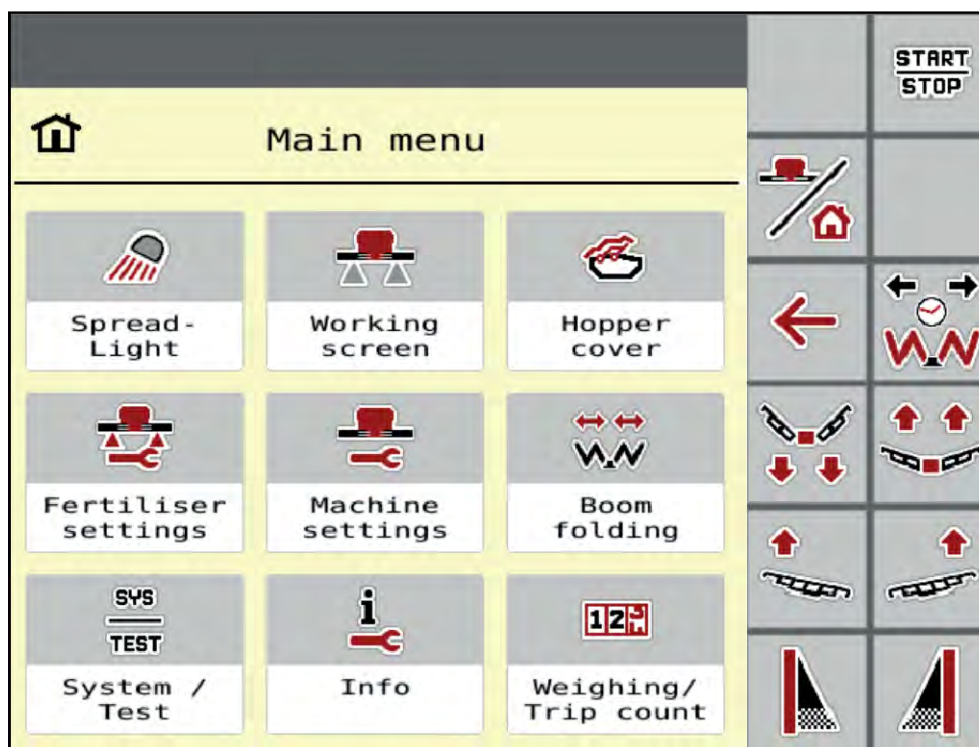 START
STOP
Main menu
Spread-
Light
Working
screen
Hopper
cover
Fertiliser
settings
Machine
settings
Boom
folding
SYS
TEST
System /
Test
i
Info
12
Weighing/
Trip count